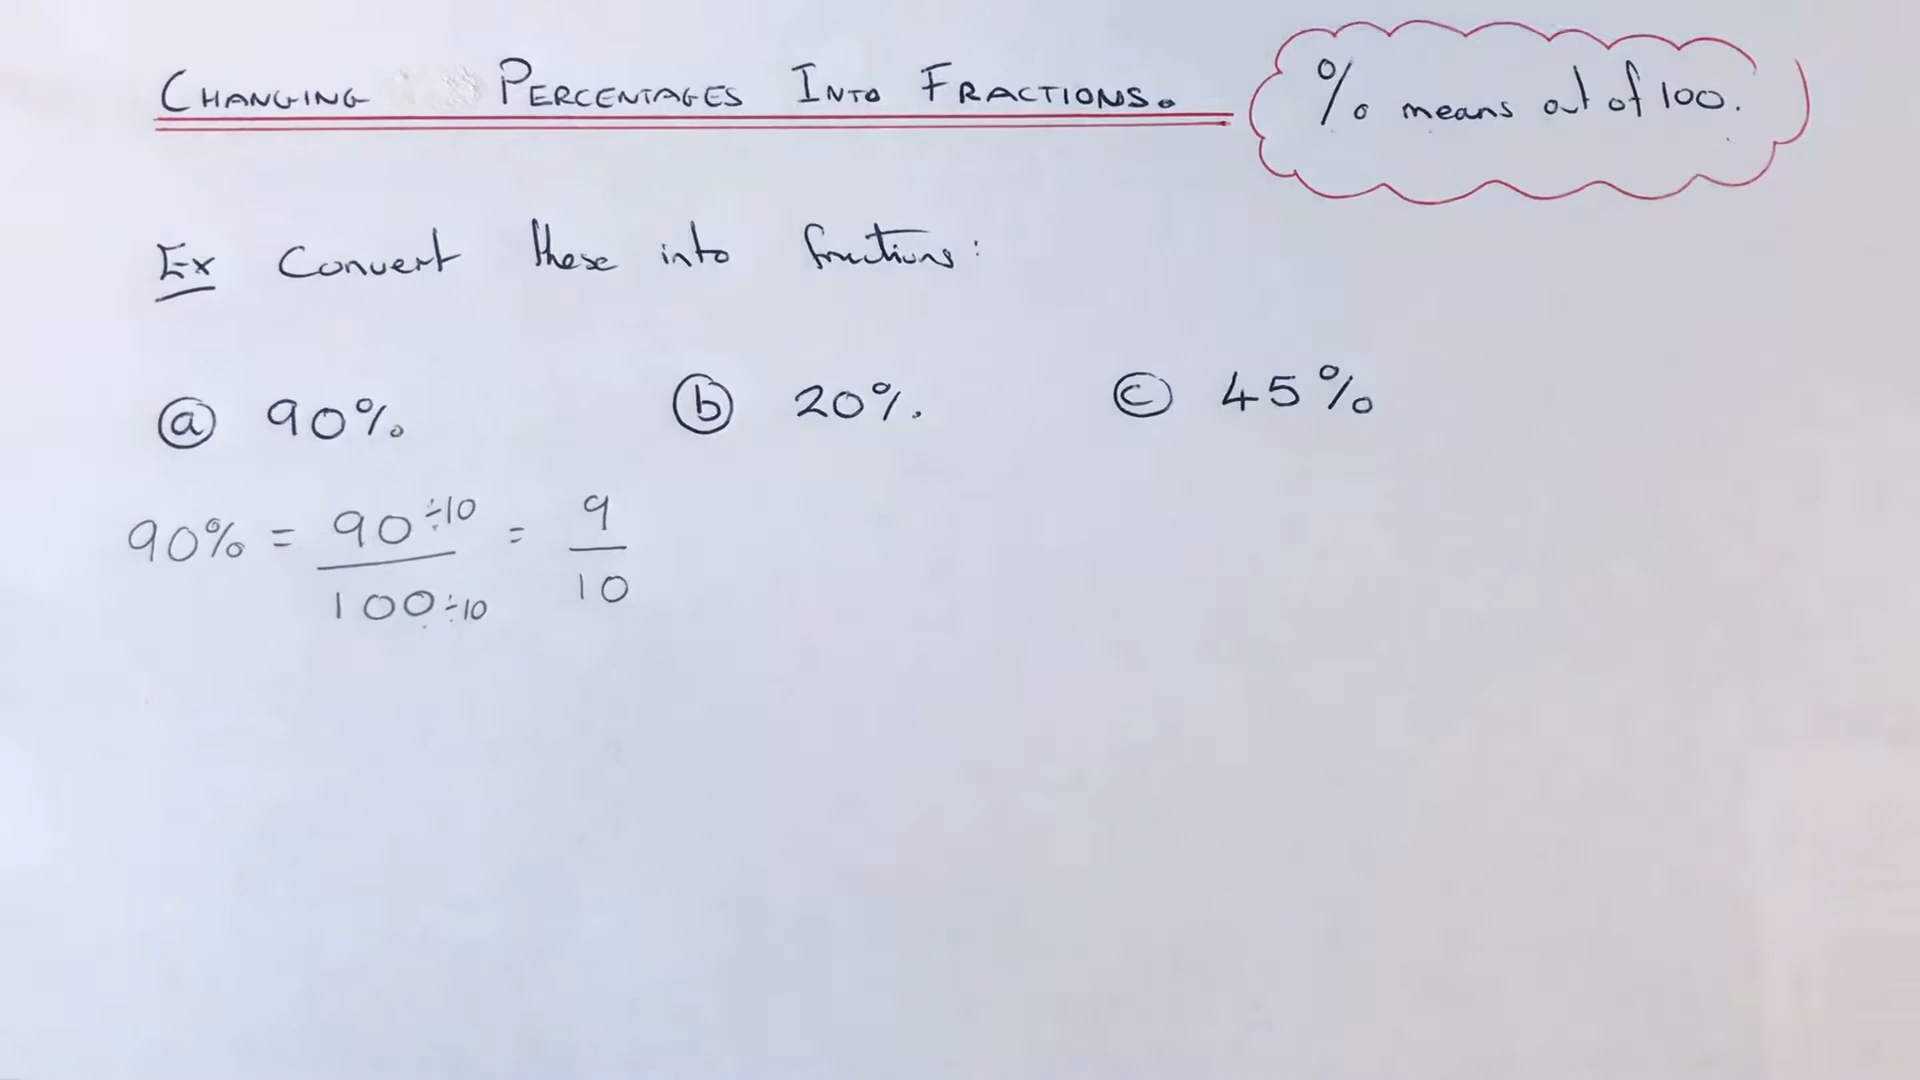 CHANGING PERCENTAGES INTO FRACTIONS.
% means out of 100.
Ex Convert these into fractions:
ⓐ 90% ⓑ 20%. ⓒ 45%
90% = 90÷10 / 100÷10 = 9 / 10